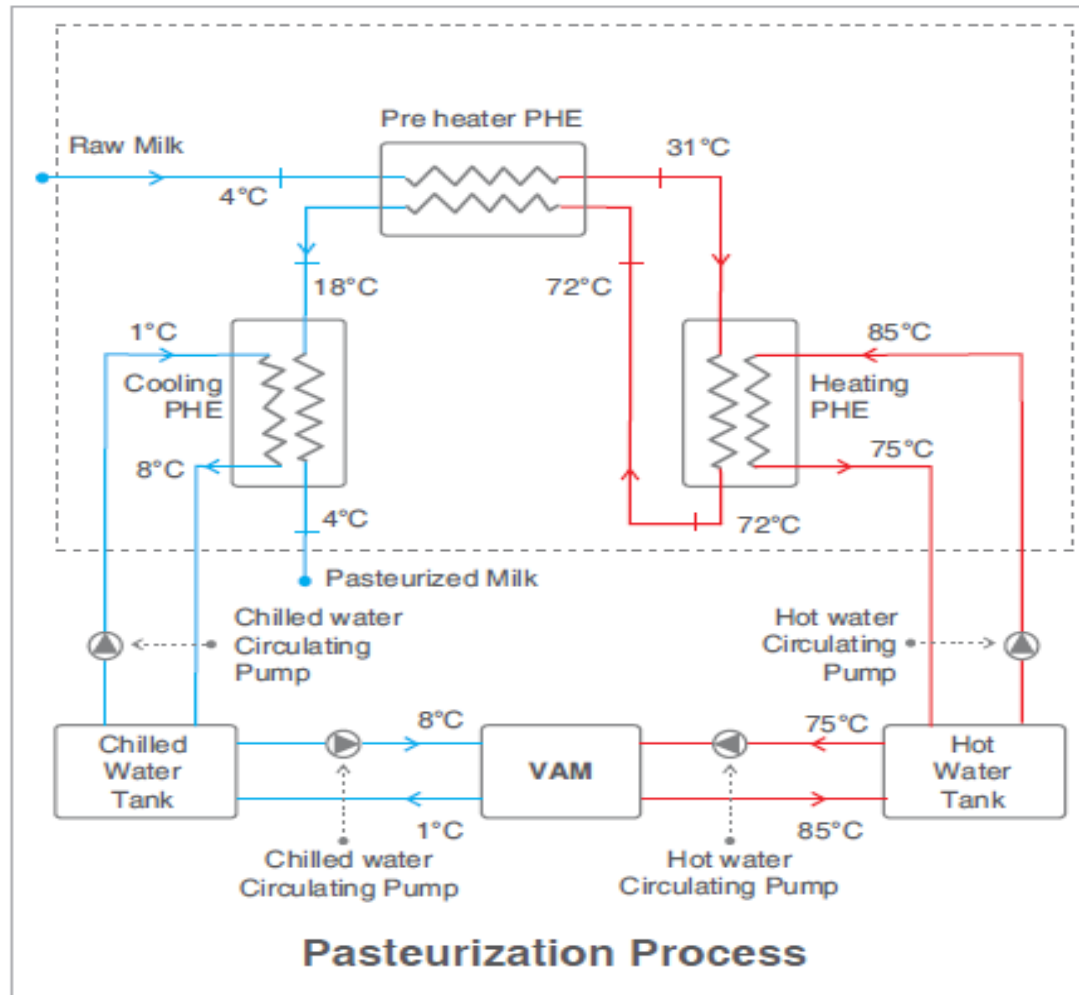 Pre heater PHE
Raw Milk
31°C
4°C
18°C
72°C
1°C
85°C
Cooling
PHE
Heating
PHE
8°C
75°C
4°C
72°C
Pasteurized Milk
Chilled water
Circulating
Pump
Hot water
Circulating
Pump
Chilled
Water
Tank
8°C
VAM
75°C
Hot
Water
Tank
1°C
85°C
Chilled water
Circulating Pump
Hot water
Circulating Pump
Pasteurization Process